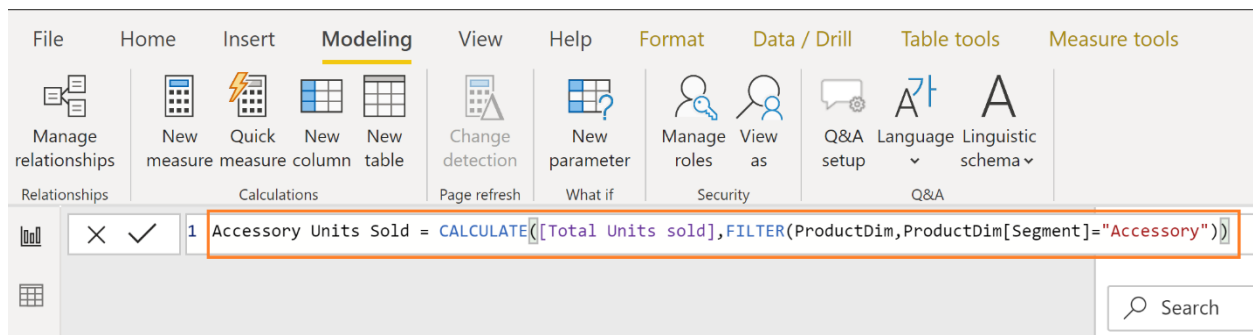 File Home Insert Modeling View Help Format Data / Drill Table tools Measure tools
Manage relationships
New measure
Quick measure
New column
New table
Change detection
New parameter
Manage roles
View as
Q&A setup
Language
Linguistic schema
Relationships Calculations Page refresh What if Security Q&A
1 Accessory Units Sold = CALCULATE([Total Units sold],FILTER(ProductDim,ProductDim[Segment]="Accessory"))
Search